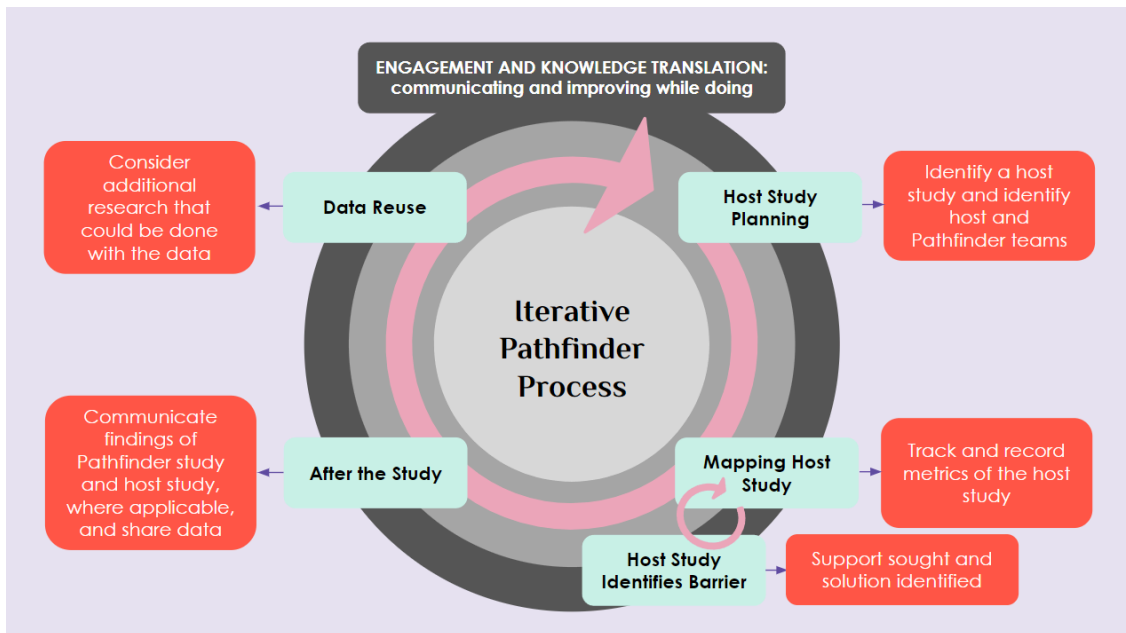 ENGAGEMENT AND KNOWLEDGE TRANSLATION:
communicating and improving while doing
Consider
additional
research that
could be done
with the data
Data Reuse
Host Study
Planning
Identify a host
study and identify
host and
Pathfinder teams
Iterative
Pathfinder
Process
Communicate
findings of
Pathfinder study
and host study,
where applicable,
and share data
After the Study
Mapping Host
Study
Track and record
metrics of the host
study
Host Study
Identifies Barrier
Support sought and
solution identified